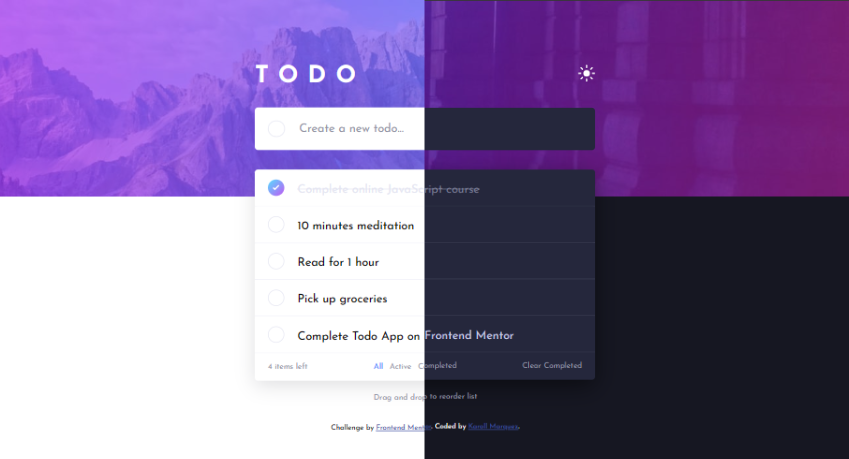 TODO
Create a new todo...
Complete online JavaScript course
10 minutes meditation
Read for 1 hour
Pick up groceries
Complete Todo App on Frontend Mentor
4 items left All Active Completed Clear Completed
Drag and drop to reorder list
Challenge by Frontend Mentor. Coded by Karoll Marques.